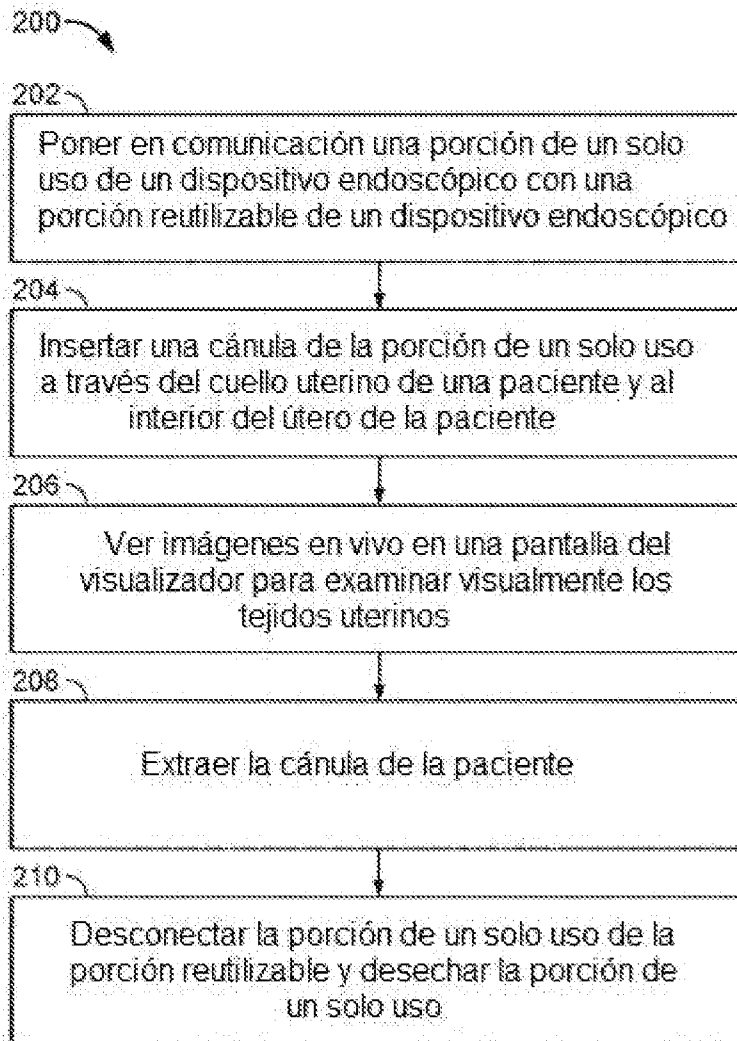 200
202
Poner en comunicación una porción de un solo
uso de un dispositivo endoscópico con una
porción reutilizable de un dispositivo endoscópico
204
Insertar una cánula de la porción de un solo uso
a través del cuello uterino de una paciente y al
interior del útero de la paciente
206
Ver imágenes en vivo en una pantalla del
visualizador para examinar visualmente los
tejidos uterinos
208
Extraer la cánula de la paciente
210
Desconectar la porción de un solo uso de la
porción reutilizable y desechar la porción de
un solo uso